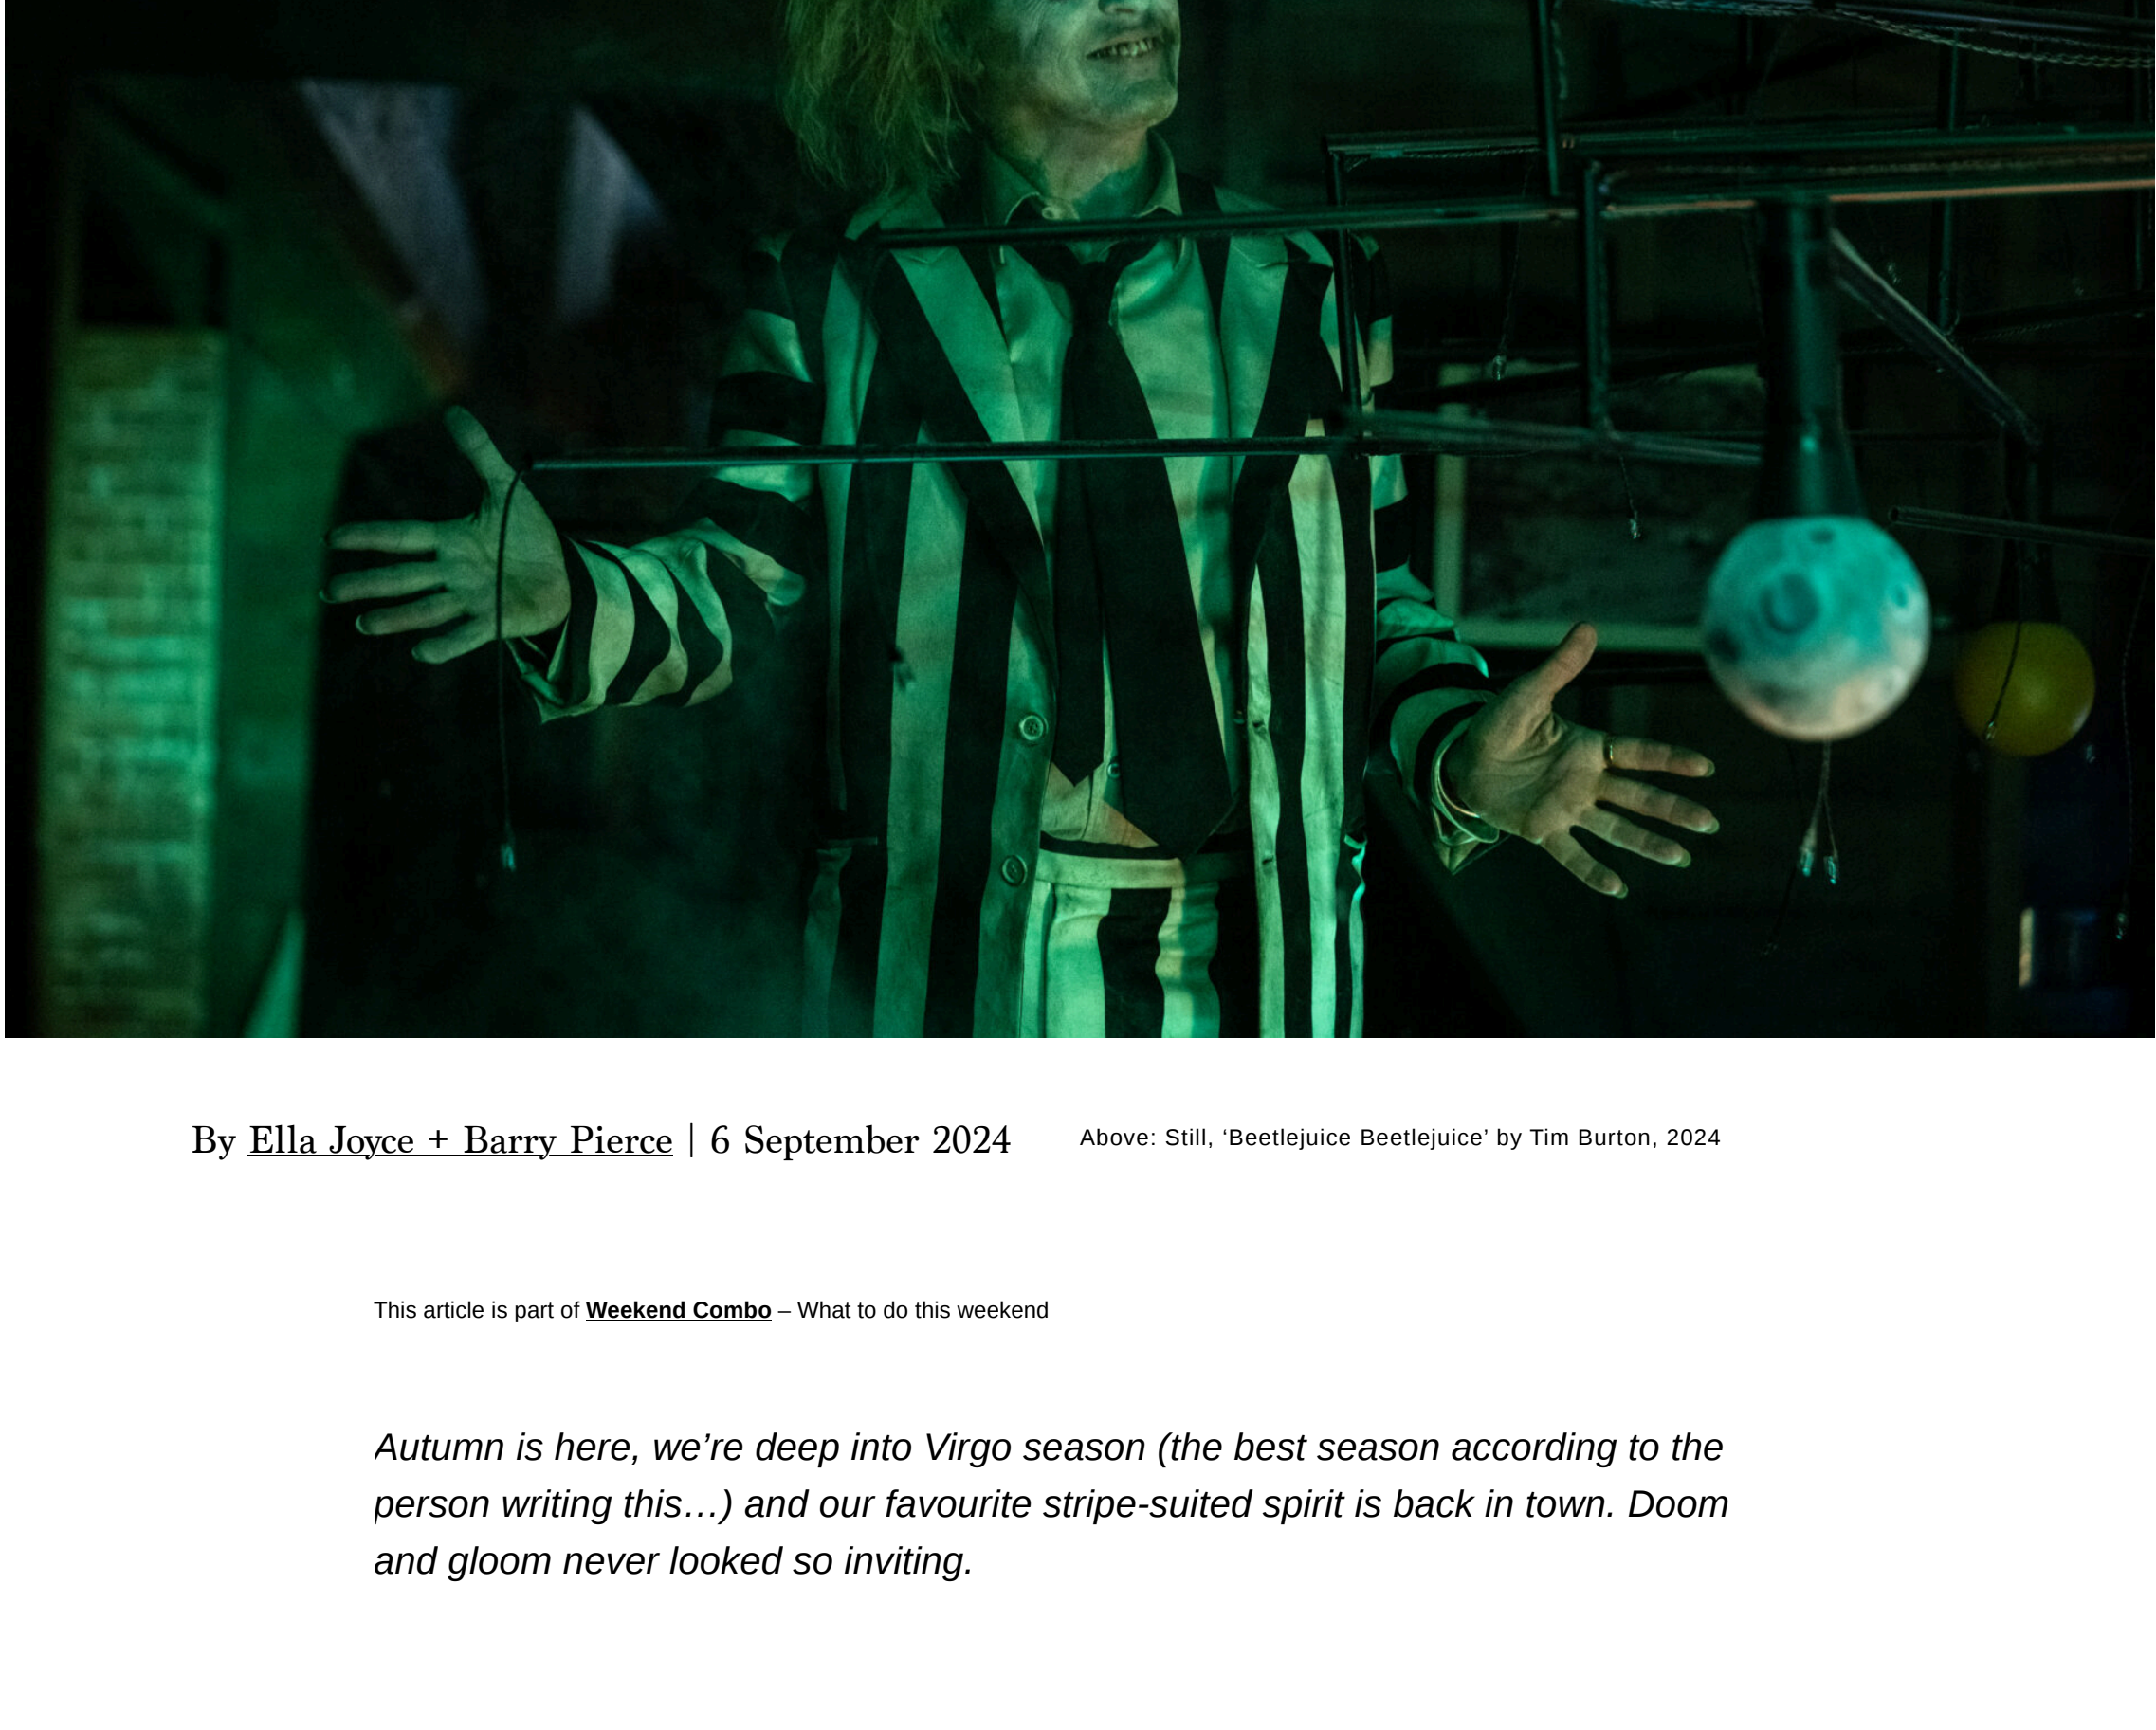 By Ella Joyce + Barry Pierce | 6 September 2024
Above: Still, ‘Beetlejuice Beetlejuice’ by Tim Burton, 2024
This article is part of Weekend Combo – What to do this weekend
Autumn is here, we’re deep into Virgo season (the best season according to the
person writing this…) and our favourite stripe-suited spirit is back in town. Doom
and gloom never looked so inviting.